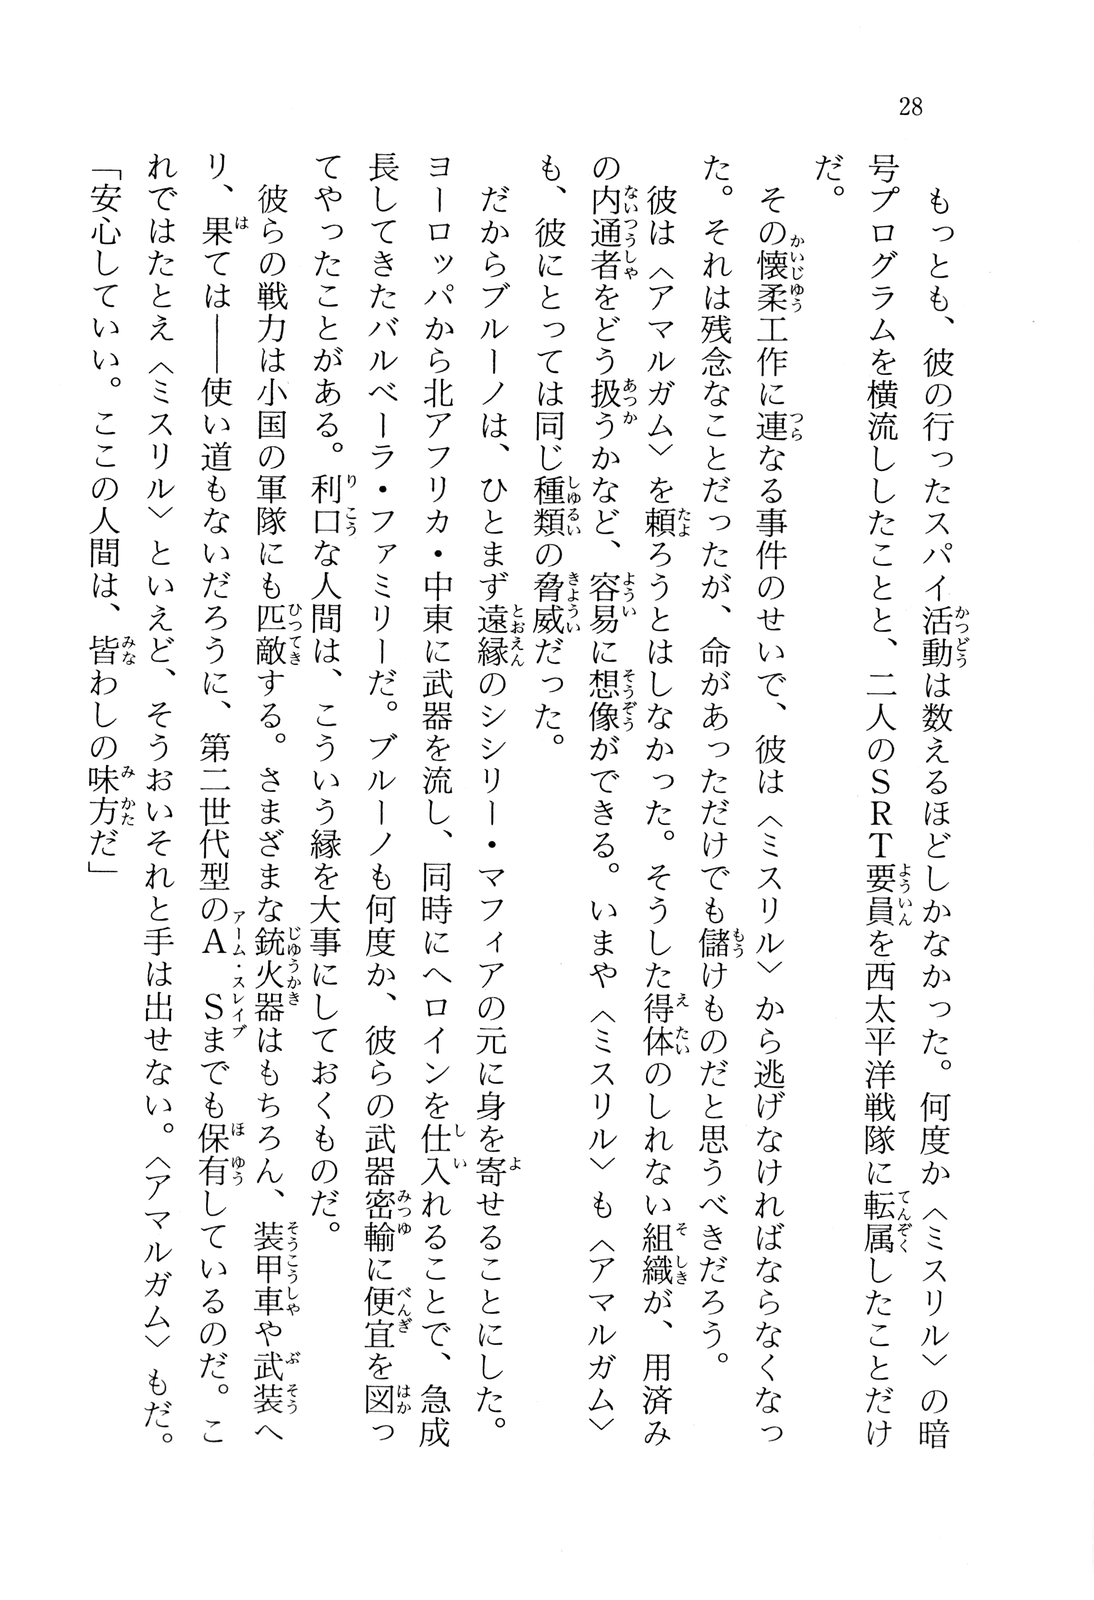 28
もっとも、彼の行ったスパイ活動は数えるほどしかなかった。何度か〈ミスリル〉の暗
号プログラムを横流ししたことと、二人のSRT要員を西太平洋戦隊に転属したことだけ
だ。
その懐柔工作に連なる事件のせいで、彼は〈ミスリル〉から逃げなければならなくなっ
た。それは残念なことだったが、命があっただけでも儲けものだと思うべきだろう。
彼は〈アマルガム〉を頼ろうとはしなかった。そうした得体のしれない組織が、用済み
の内通者をどう扱うかなど、容易に想像ができる。いまや〈ミスリル〉も〈アマルガム〉
も、彼にとっては同じ種類の脅威だった。
だからブルーノは、ひとまず遠縁のシシリー・マフィアの元に身を寄せることにした。
ヨーロッパから北アフリカ・中東に武器を流し、同時にヘロインを仕入れることで、急成
長してきたバルベーラ・ファミリーだ。ブルーノも何度か、彼らの武器密輸に便宜を図っ
てやったことがある。利口な人間は、こういう縁を大事にしておくものだ。
彼らの戦力は小国の軍隊にも匹敵する。さまざまな銃火器はもちろん、装甲車や武装ヘ
リ、果ては――使い道もないだろうに、第二世代型のASまでも保有しているのだ。こ
れではたとえ〈ミスリル〉といえど、そうおいそれと手は出せない。〈アマルガム〉もだ。
「安心していい。ここの人間は、皆わしの味方だ」